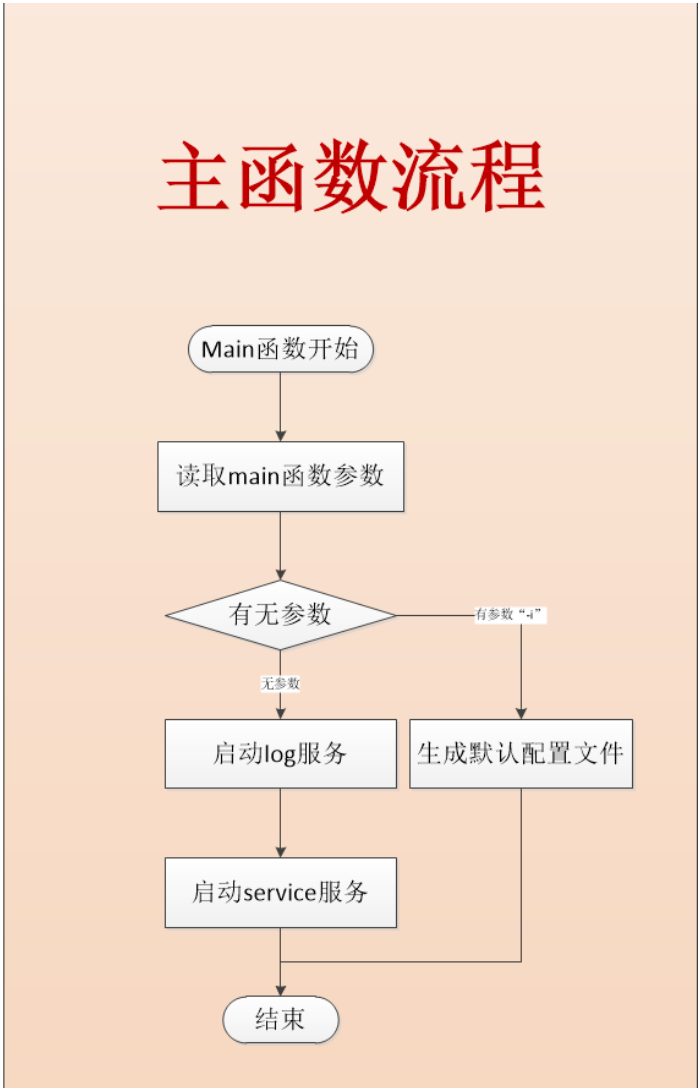 主函数流程
Main函数开始
读取main函数参数
有无参数
有参数“-i”
无参数
启动log服务
生成默认配置文件
启动service服务
结束